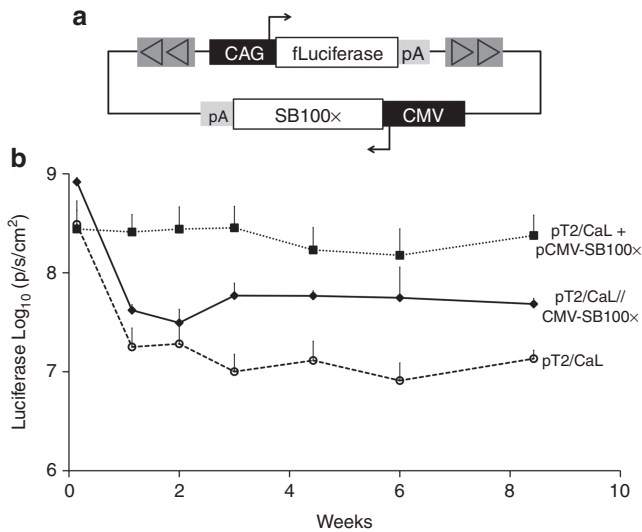 a
CAG
fLuciferase
pA
pA
SB100×
CMV
b
Luciferase Log10 (p/s/cm2)
9
8
7
6
pT2/CaL +
pCMV-SB100×
pT2/CaL//
CMV-SB100×
pT2/CaL
0
2
4
6
8
10
Weeks